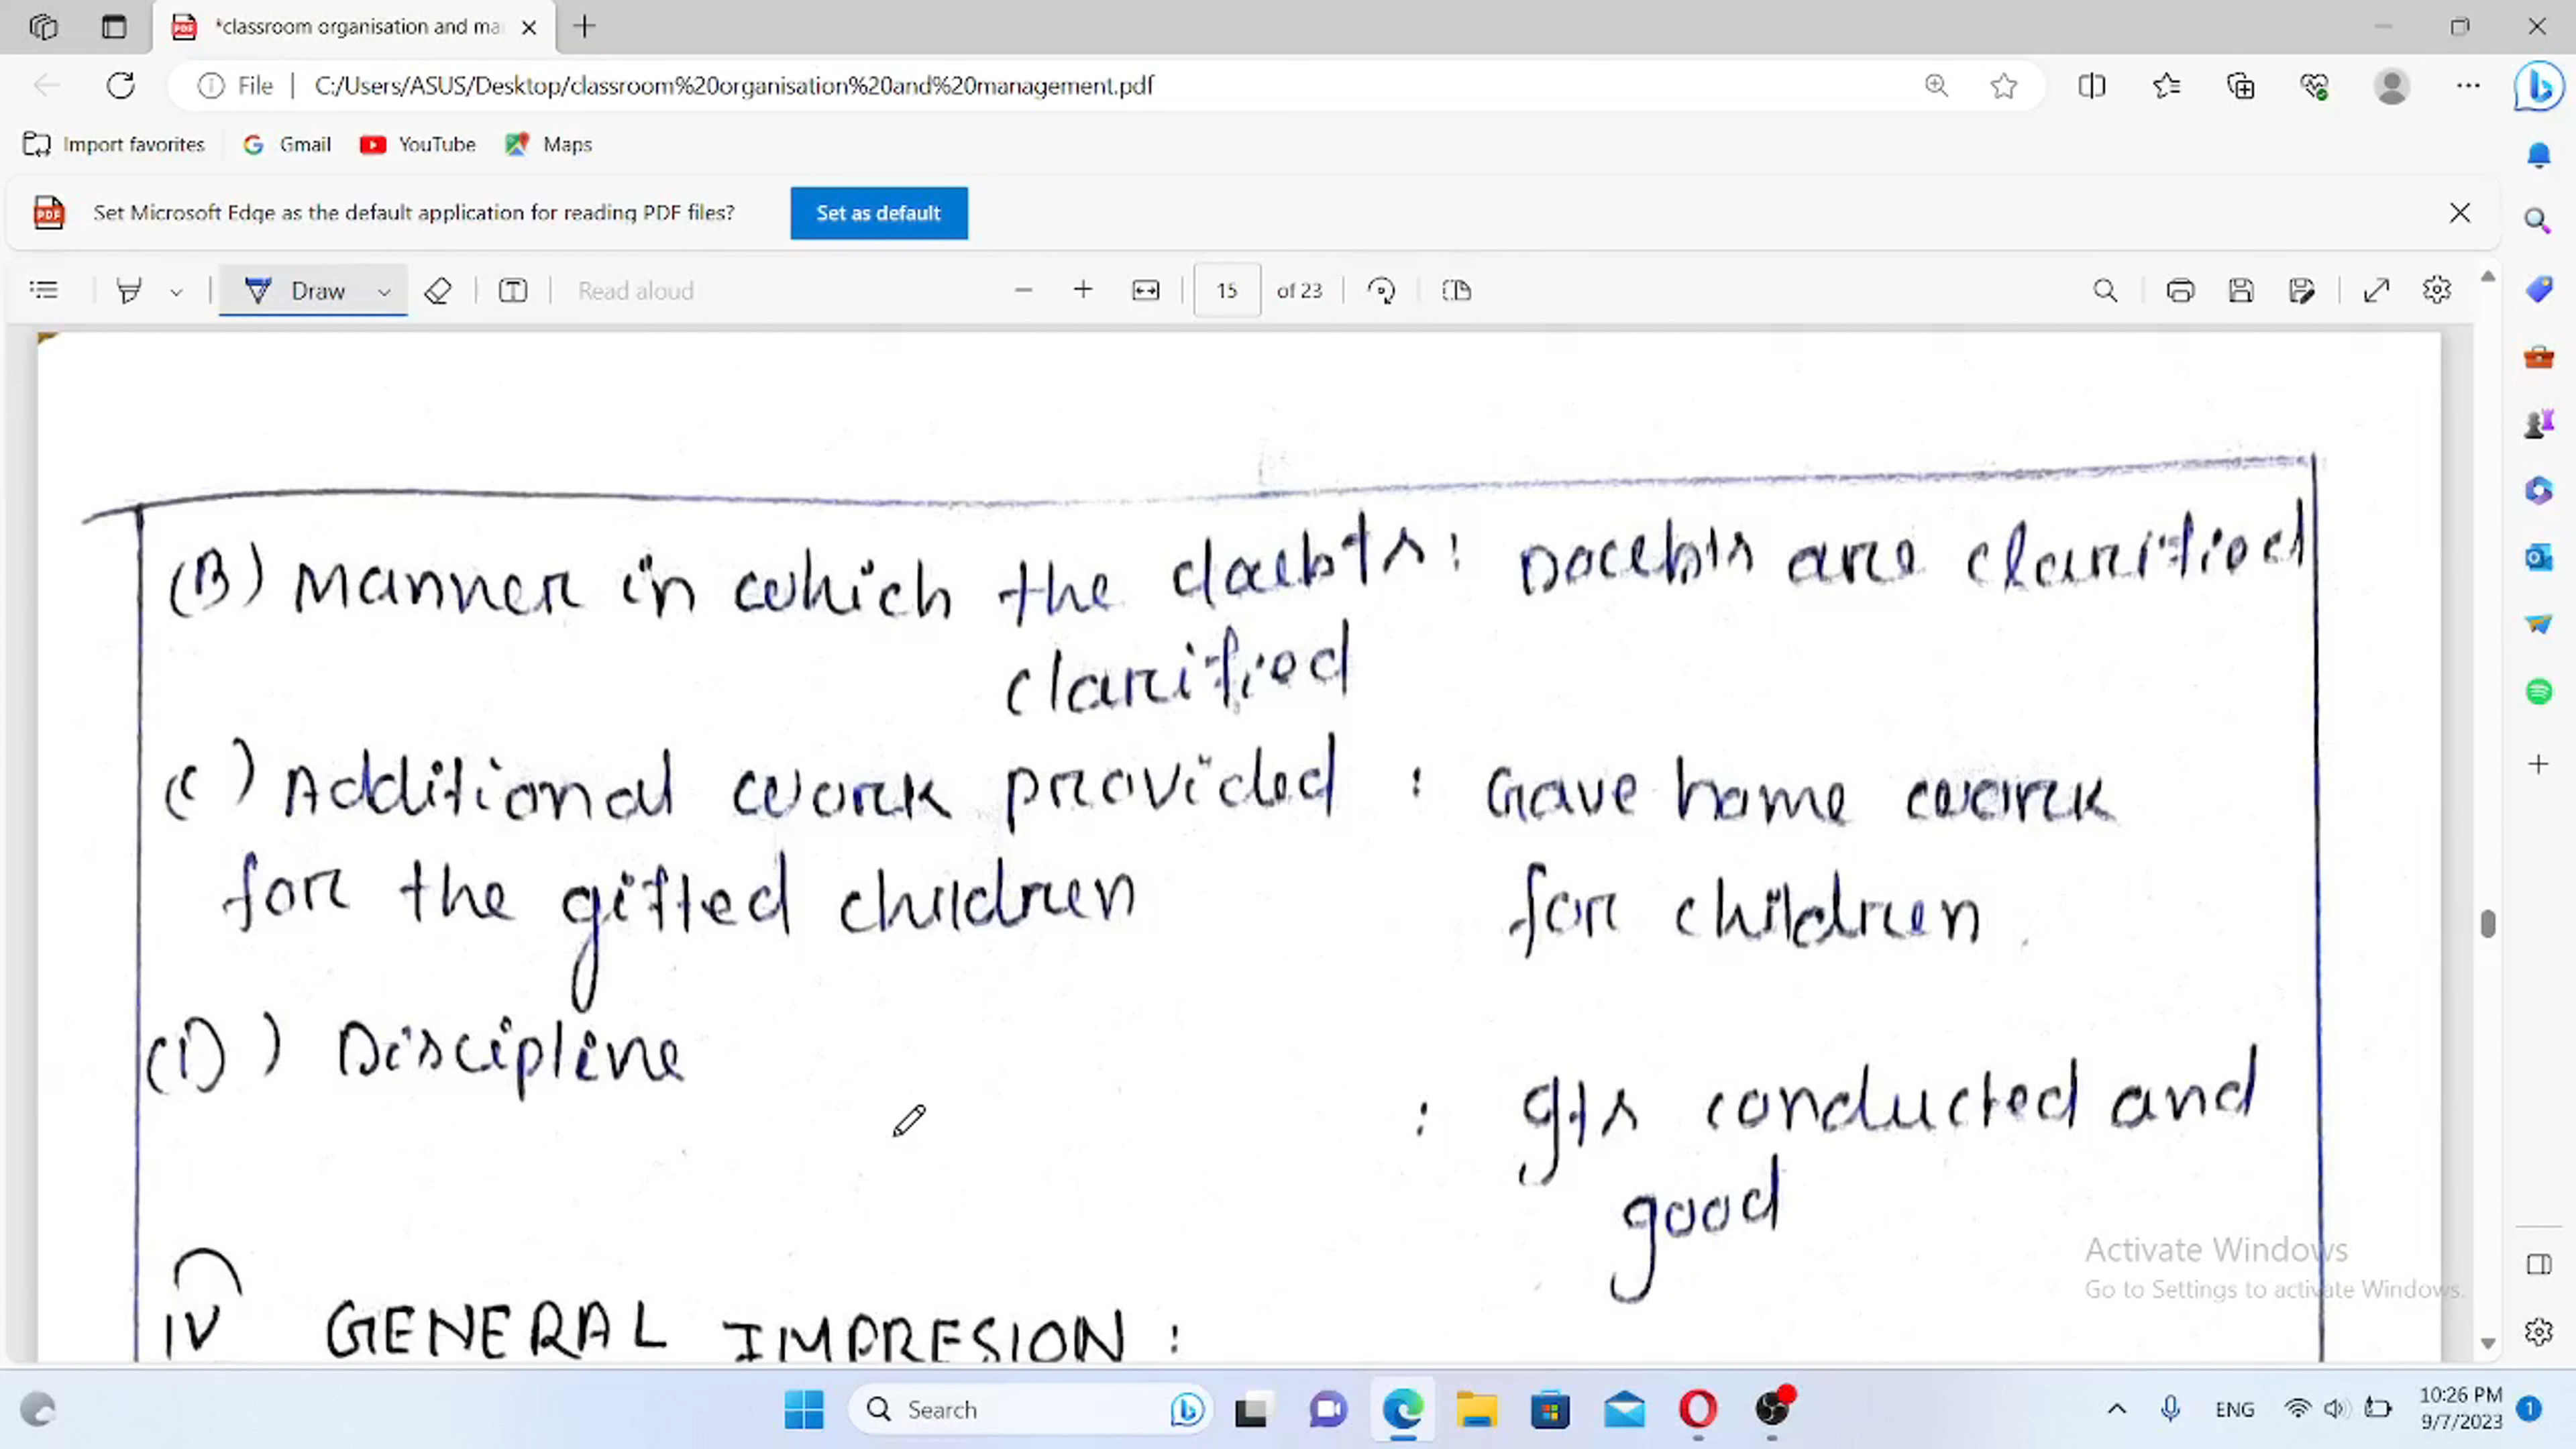 *classroom organisation and ma
File | C:/Users/ASUS/Desktop/classroom%20organisation%20and%20management.pdf
Import favorites Gmail YouTube Maps
PDF Set Microsoft Edge as the default application for reading PDF files? Set as default
Draw Read aloud 15 of 23
(B) Manner in which the doubts : Doubts are clarified
clarified
(C) Additional work provided : Gave home work
for the gifted children for children.
(D) Discipline
: Its conducted and
good
IV GENERAL IMPRESION :
Activate Windows
Go to Settings to activate Windows.
Search ENG 10:26 PM
9/7/2023 1